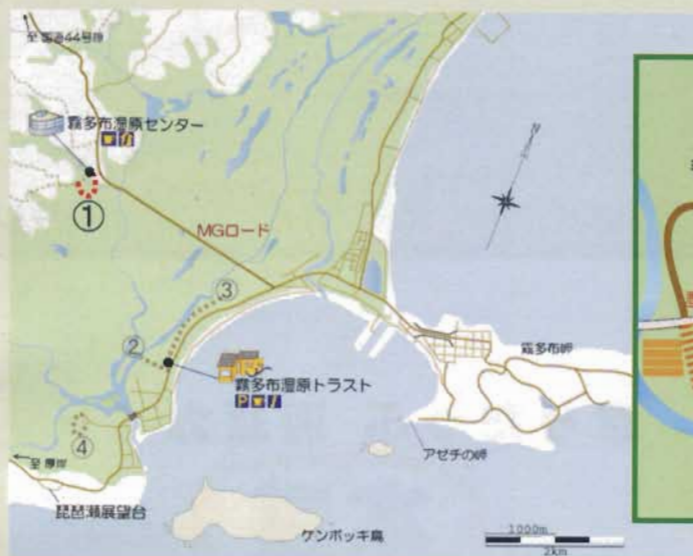 至 国道44号線
霧多布湿原センター
①
MGロード
N
③
②
霧多布湿原トラスト
P
霧多布岬
④
アゼチの岬
至 厚岸
琵琶瀬展望台
ケンボッキ島
1000m
2km